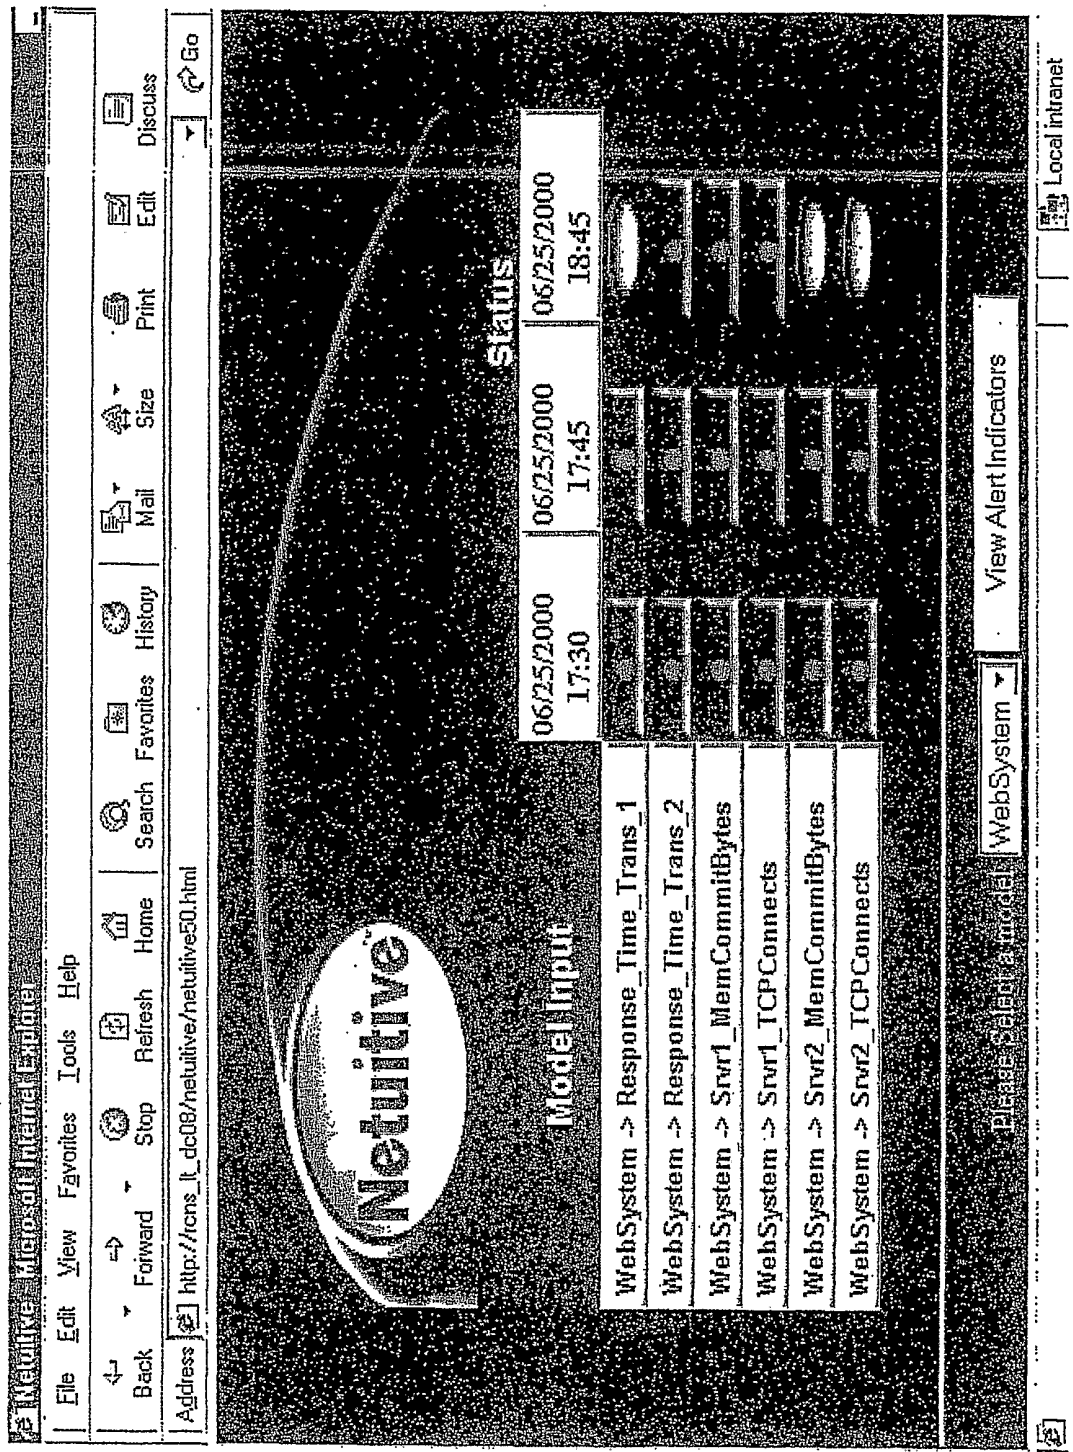 Netuitive - Microsoft Internet Explorer
File Edit View Favorites Tools Help
Back Forward Stop Refresh Home Search Favorites History Mail Size Print Edit Discuss
Address http://rcns_lt_dc08/netuitive/netuitive50.html Go
Netuitive
Status
Model Input
06/25/2000 17:30
06/25/2000 17:45
06/25/2000 18:45
WebSystem -> Response_Time_Trans_1
WebSystem -> Response_Time_Trans_2
WebSystem -> Srvr1_MemCommitBytes
WebSystem -> Srvr1_TCPConnects
WebSystem -> Srvr2_MemCommitBytes
WebSystem -> Srvr2_TCPConnects
Please Select a model WebSystem View Alert Indicators
Local intranet